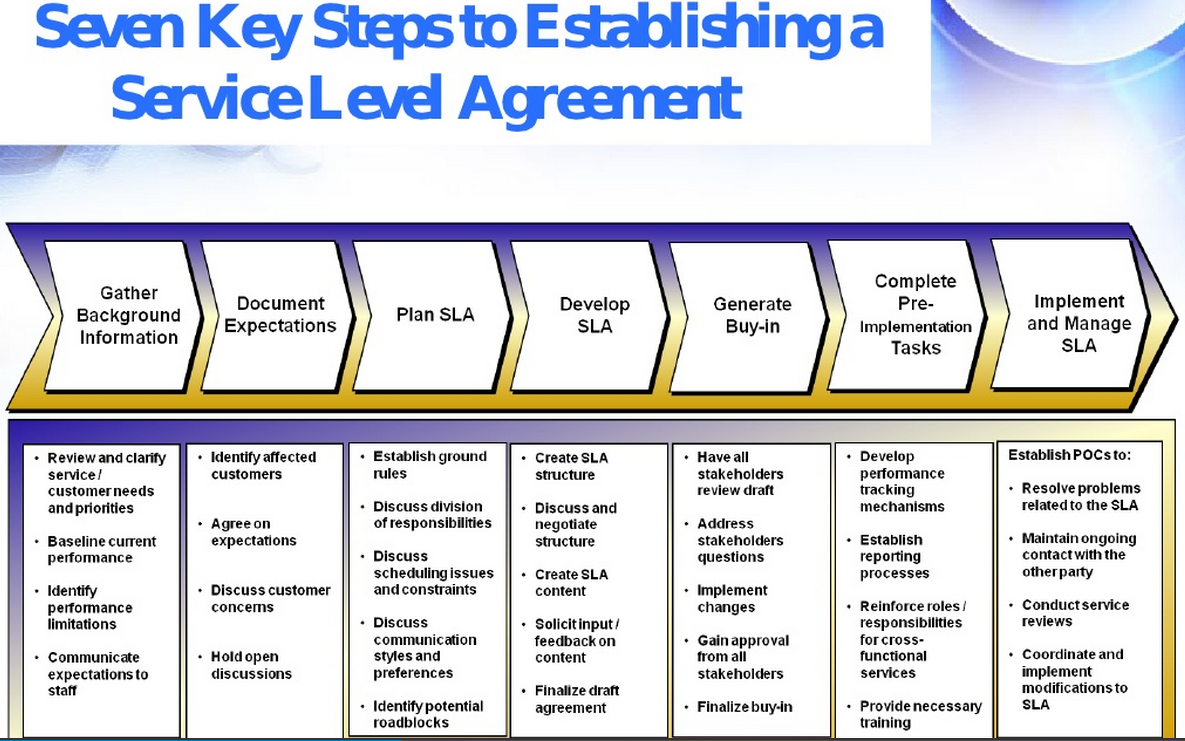 Seven Key Steps to Establishing a
Service Level Agreement
Gather
Background
Information
Document
Expectations
Plan SLA
Develop
SLA
Generate
Buy-in
Complete
Pre-
Implementation
Tasks
Implement
and Manage
SLA
• Review and clarify
service /
customer needs
and priorities
• Baseline current
performance
• Identify
performance
limitations
• Communicate
expectations to
staff
• Identify affected
customers
• Agree on
expectations
• Discuss customer
concerns
• Hold open
discussions
• Establish ground
rules
• Discuss division
of responsibilities
• Discuss
scheduling issues
and constraints
• Discuss
communication
styles and
preferences
• Identify potential
roadblocks
• Create SLA
structure
• Discuss and
negotiate
structure
• Create SLA
content
• Solicit input /
feedback on
content
• Finalize draft
agreement
• Have all
stakeholders
review draft
• Address
stakeholders
questions
• Implement
changes
• Gain approval
from all
stakeholders
• Finalize buy-in
• Develop
performance
tracking
mechanisms
• Establish
reporting
processes
• Reinforce roles /
responsibilities
for cross-
functional
services
• Provide necessary
training
Establish POCs to:
• Resolve problems
related to the SLA
• Maintain ongoing
contact with the
other party
• Conduct service
reviews
• Coordinate and
implement
modifications to
SLA